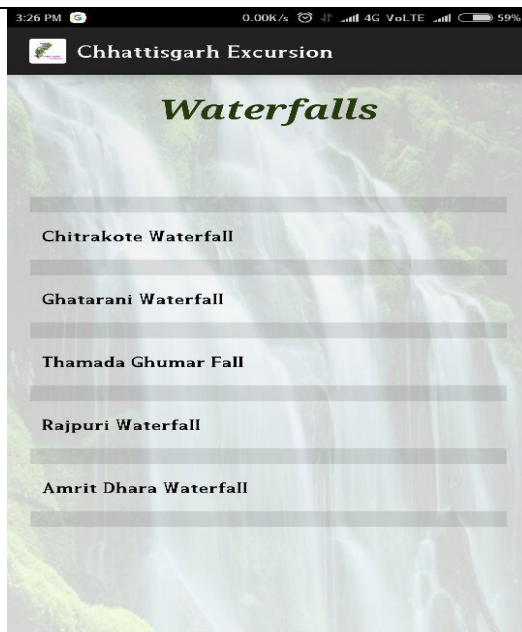 3:26 PM 0.00K/s 4G VoLTE 59%
Chhattisgarh Excursion
Waterfalls
Chitrakote Waterfall
Ghatarani Waterfall
Thamada Ghumar Fall
Rajpuri Waterfall
Amrit Dhara Waterfall